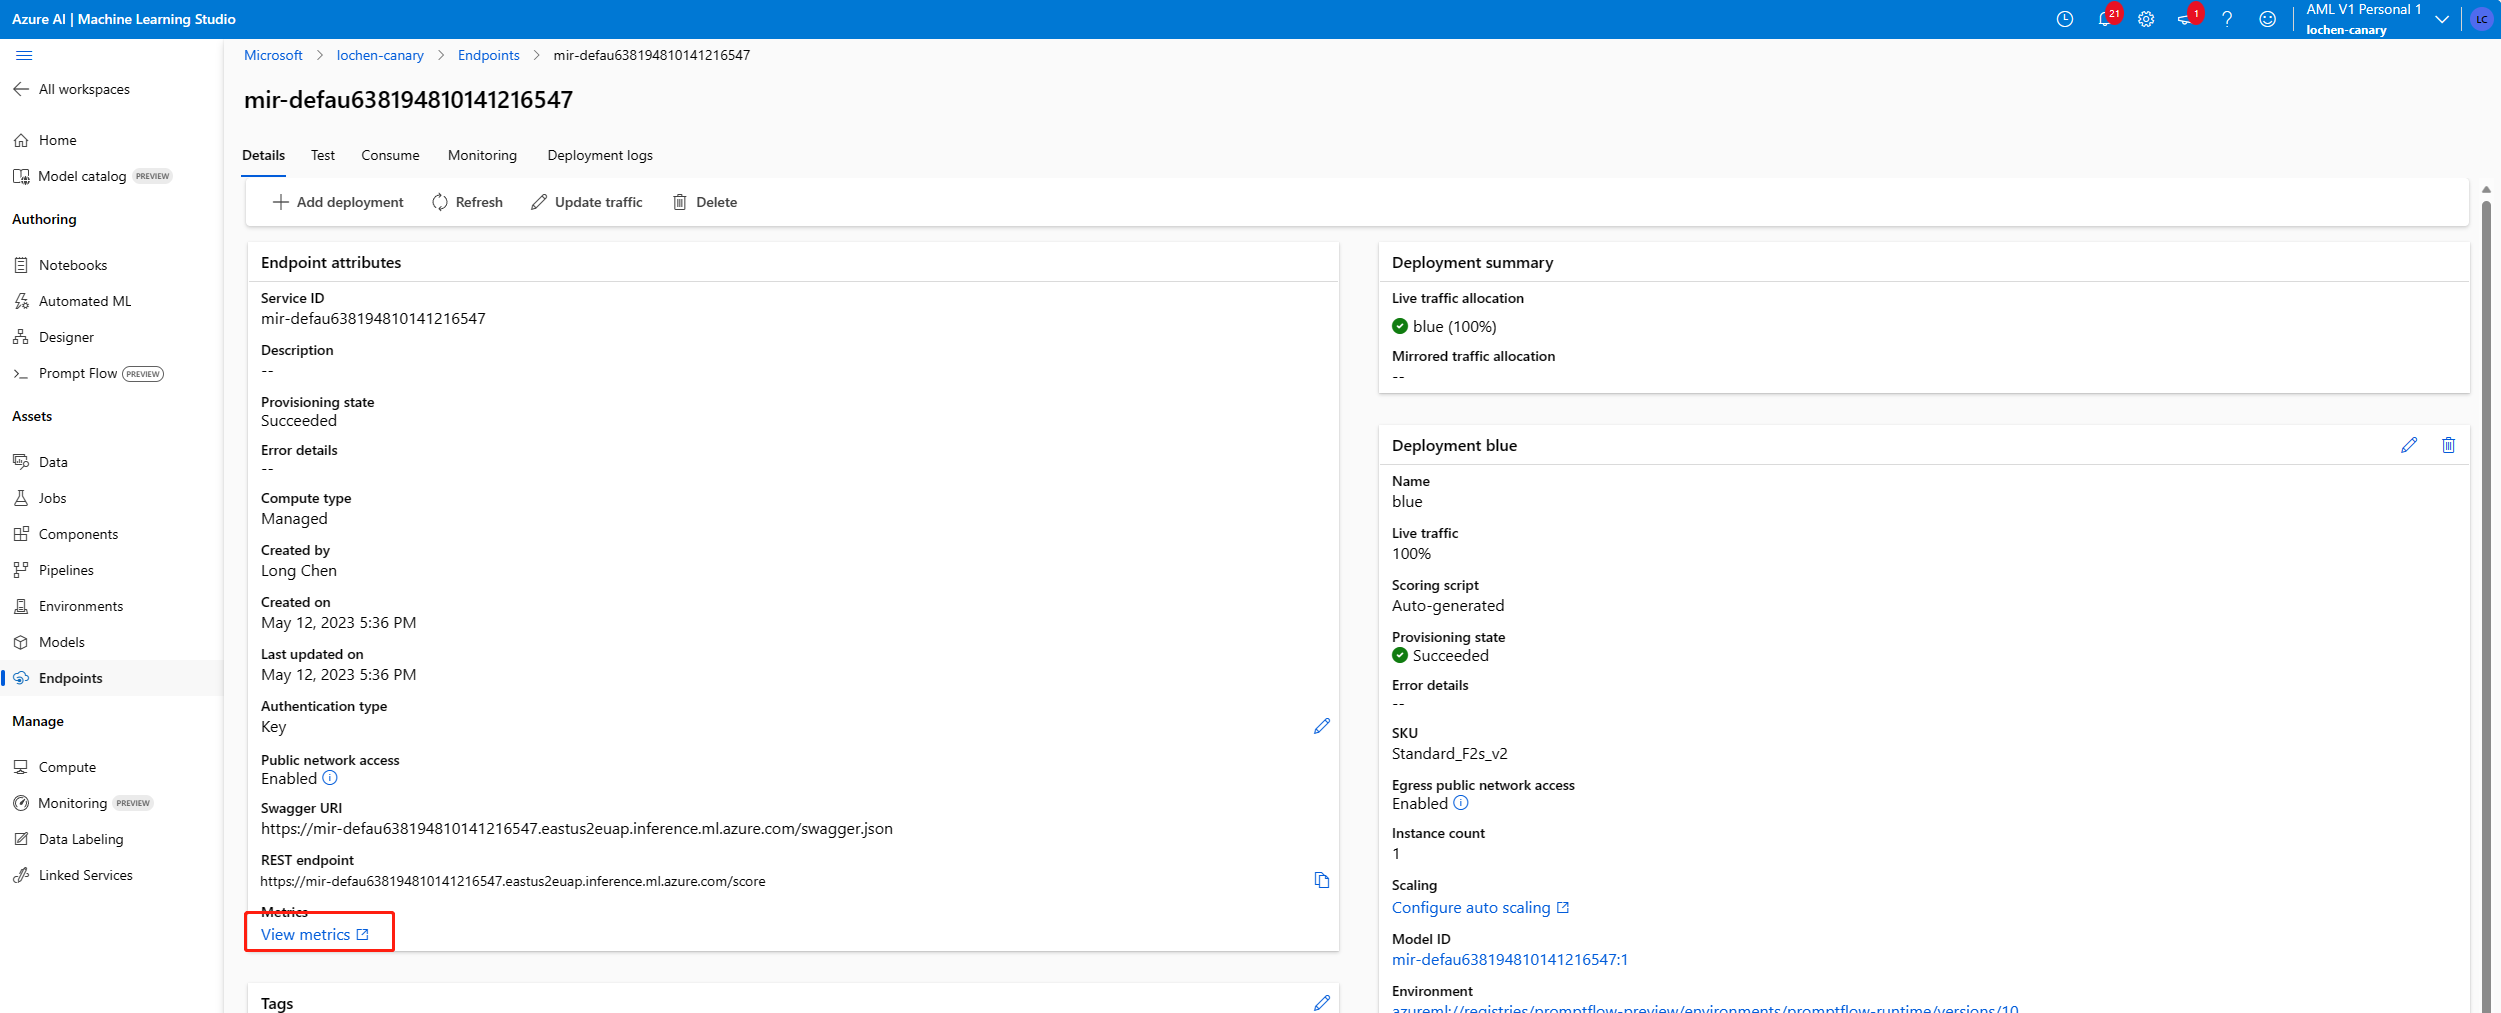 Azure AI | Machine Learning Studio
21
1
AML V1 Personal 1
lochen-canary
LC
All workspaces
Home
Model catalog PREVIEW
Authoring
Notebooks
Automated ML
Designer
Prompt Flow PREVIEW
Assets
Data
Jobs
Components
Pipelines
Environments
Models
Endpoints
Manage
Compute
Monitoring PREVIEW
Data Labeling
Linked Services
Microsoft > lochen-canary > Endpoints > mir-defau638194810141216547
mir-defau638194810141216547
Details Test Consume Monitoring Deployment logs
Add deployment Refresh Update traffic Delete
Endpoint attributes
Service ID
mir-defau638194810141216547
Description
--
Provisioning state
Succeeded
Error details
--
Compute type
Managed
Created by
Long Chen
Created on
May 12, 2023 5:36 PM
Last updated on
May 12, 2023 5:36 PM
Authentication type
Key
Public network access
Enabled
Swagger URI
https://mir-defau638194810141216547.eastus2euap.inference.ml.azure.com/swagger.json
REST endpoint
https://mir-defau638194810141216547.eastus2euap.inference.ml.azure.com/score
Metrics
View metrics
Tags
Deployment summary
Live traffic allocation
blue (100%)
Mirrored traffic allocation
--
Deployment blue
Name
blue
Live traffic
100%
Scoring script
Auto-generated
Provisioning state
Succeeded
Error details
--
SKU
Standard_F2s_v2
Egress public network access
Enabled
Instance count
1
Scaling
Configure auto scaling
Model ID
mir-defau638194810141216547:1
Environment
azureml://registries/promptflow-preview/environments/promptflow-runtime/versions/10